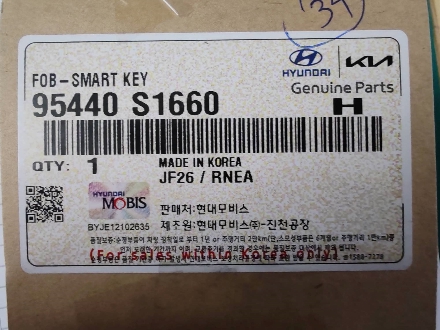 34
HYUNDAI KIA
Genuine Parts
FOB-SMART KEY
95440 S1660
H
QTY: 1
MADE IN KOREA
JF26 / RNEA
HYUNDAI
MOBIS
판매처:현대모비스
BYJE12102635
제조원:현대모비스㈜-진천공장
(For sales within Korea only)